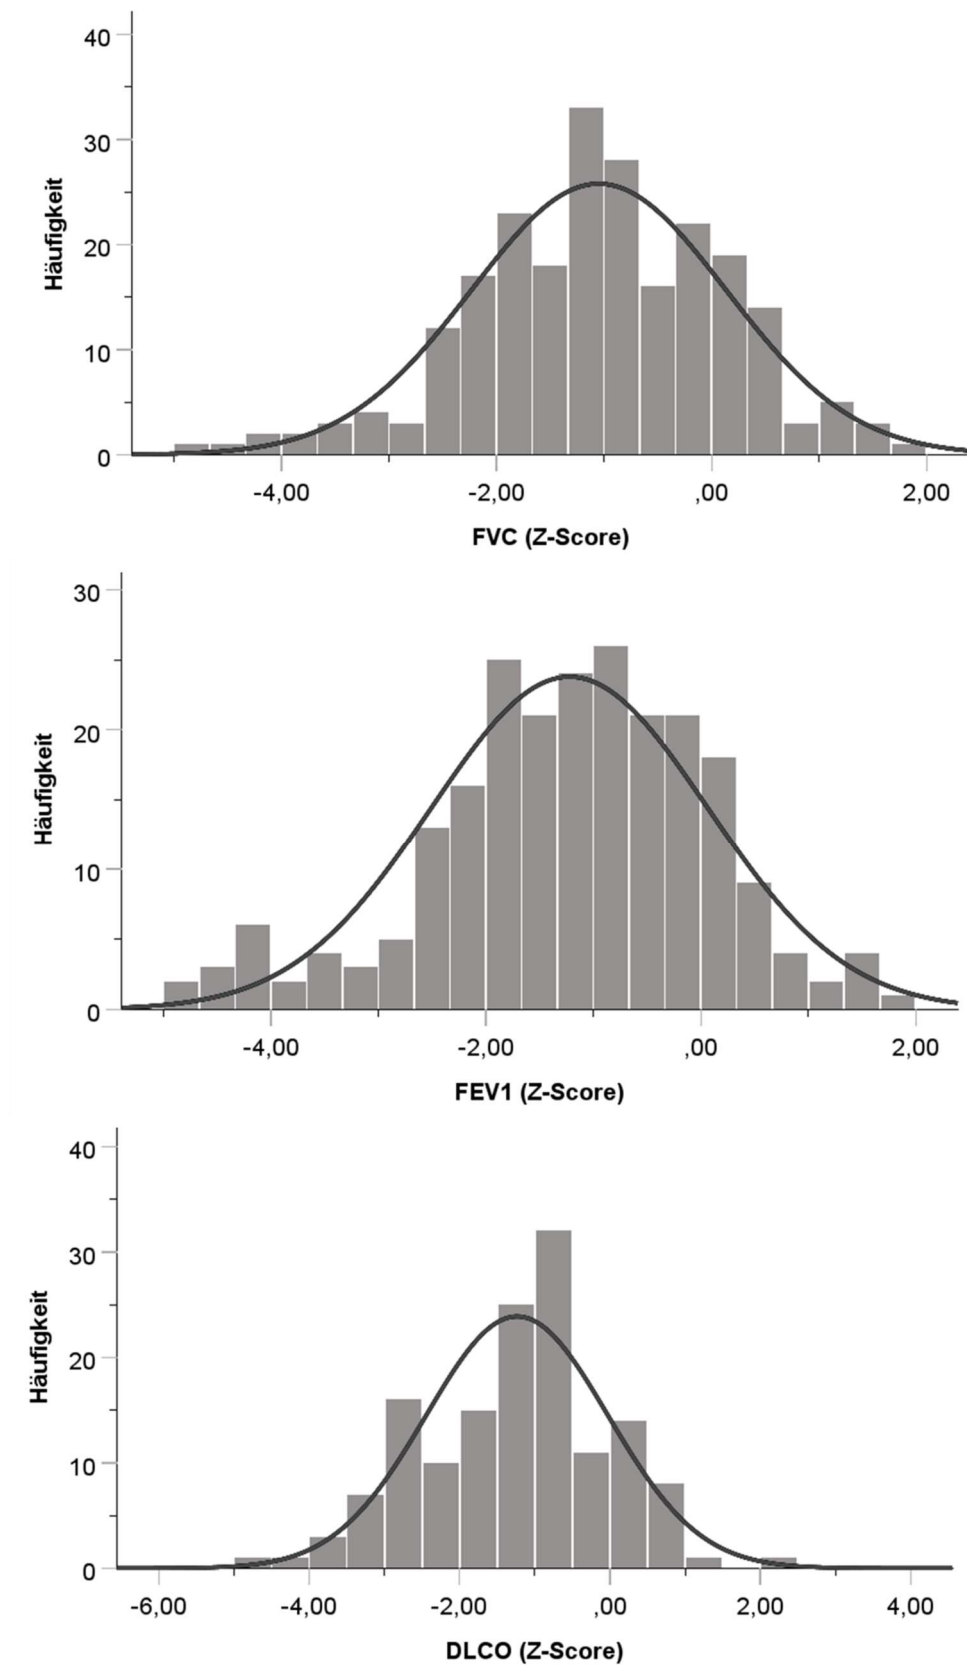 40
30
20
10
0
Häufigkeit
-4,00 -2,00 ,00 2,00
FVC (Z-Score)
30
20
10
0
Häufigkeit
-4,00 -2,00 ,00 2,00
FEV1 (Z-Score)
40
30
20
10
0
Häufigkeit
-6,00 -4,00 -2,00 ,00 2,00 4,00
DLCO (Z-Score)